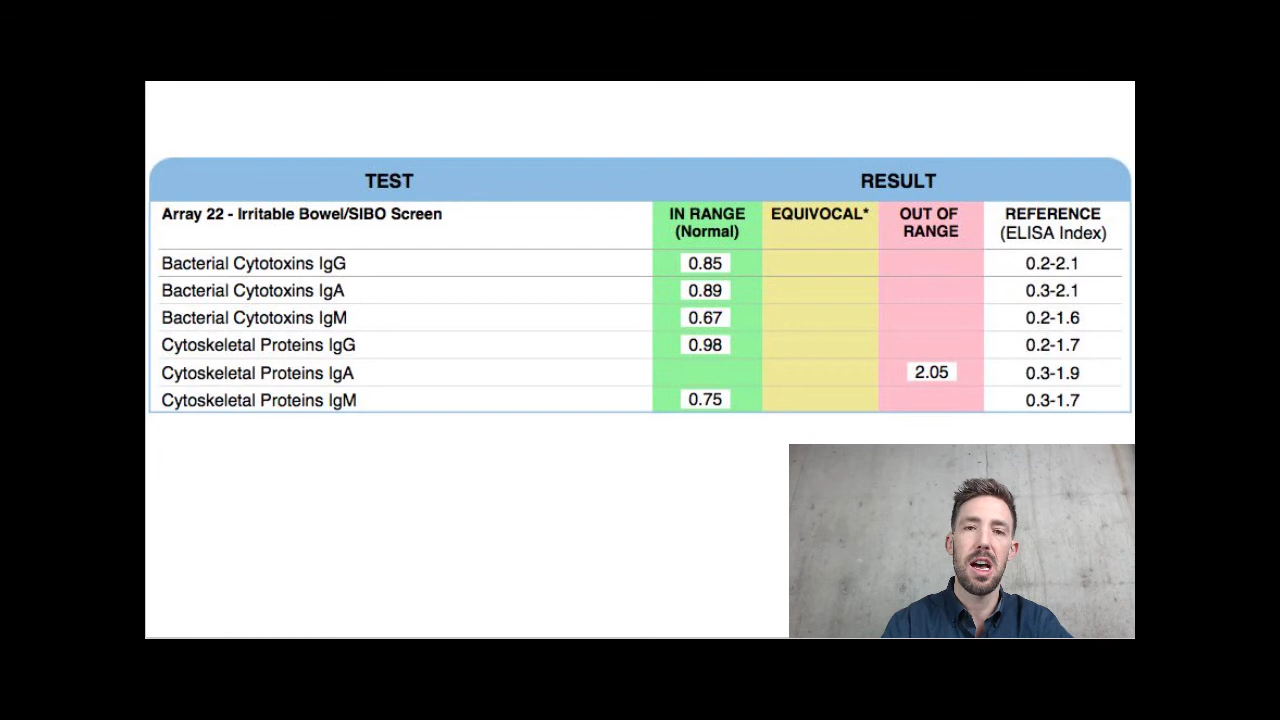 TEST RESULT
Array 22 - Irritable Bowel/SIBO Screen IN RANGE EQUIVOCAL* OUT OF REFERENCE
(Normal) RANGE (ELISA Index)
Bacterial Cytotoxins IgG 0.85 0.2-2.1
Bacterial Cytotoxins IgA 0.89 0.3-2.1
Bacterial Cytotoxins IgM 0.67 0.2-1.6
Cytoskeletal Proteins IgG 0.98 0.2-1.7
Cytoskeletal Proteins IgA 2.05 0.3-1.9
Cytoskeletal Proteins IgM 0.75 0.3-1.7